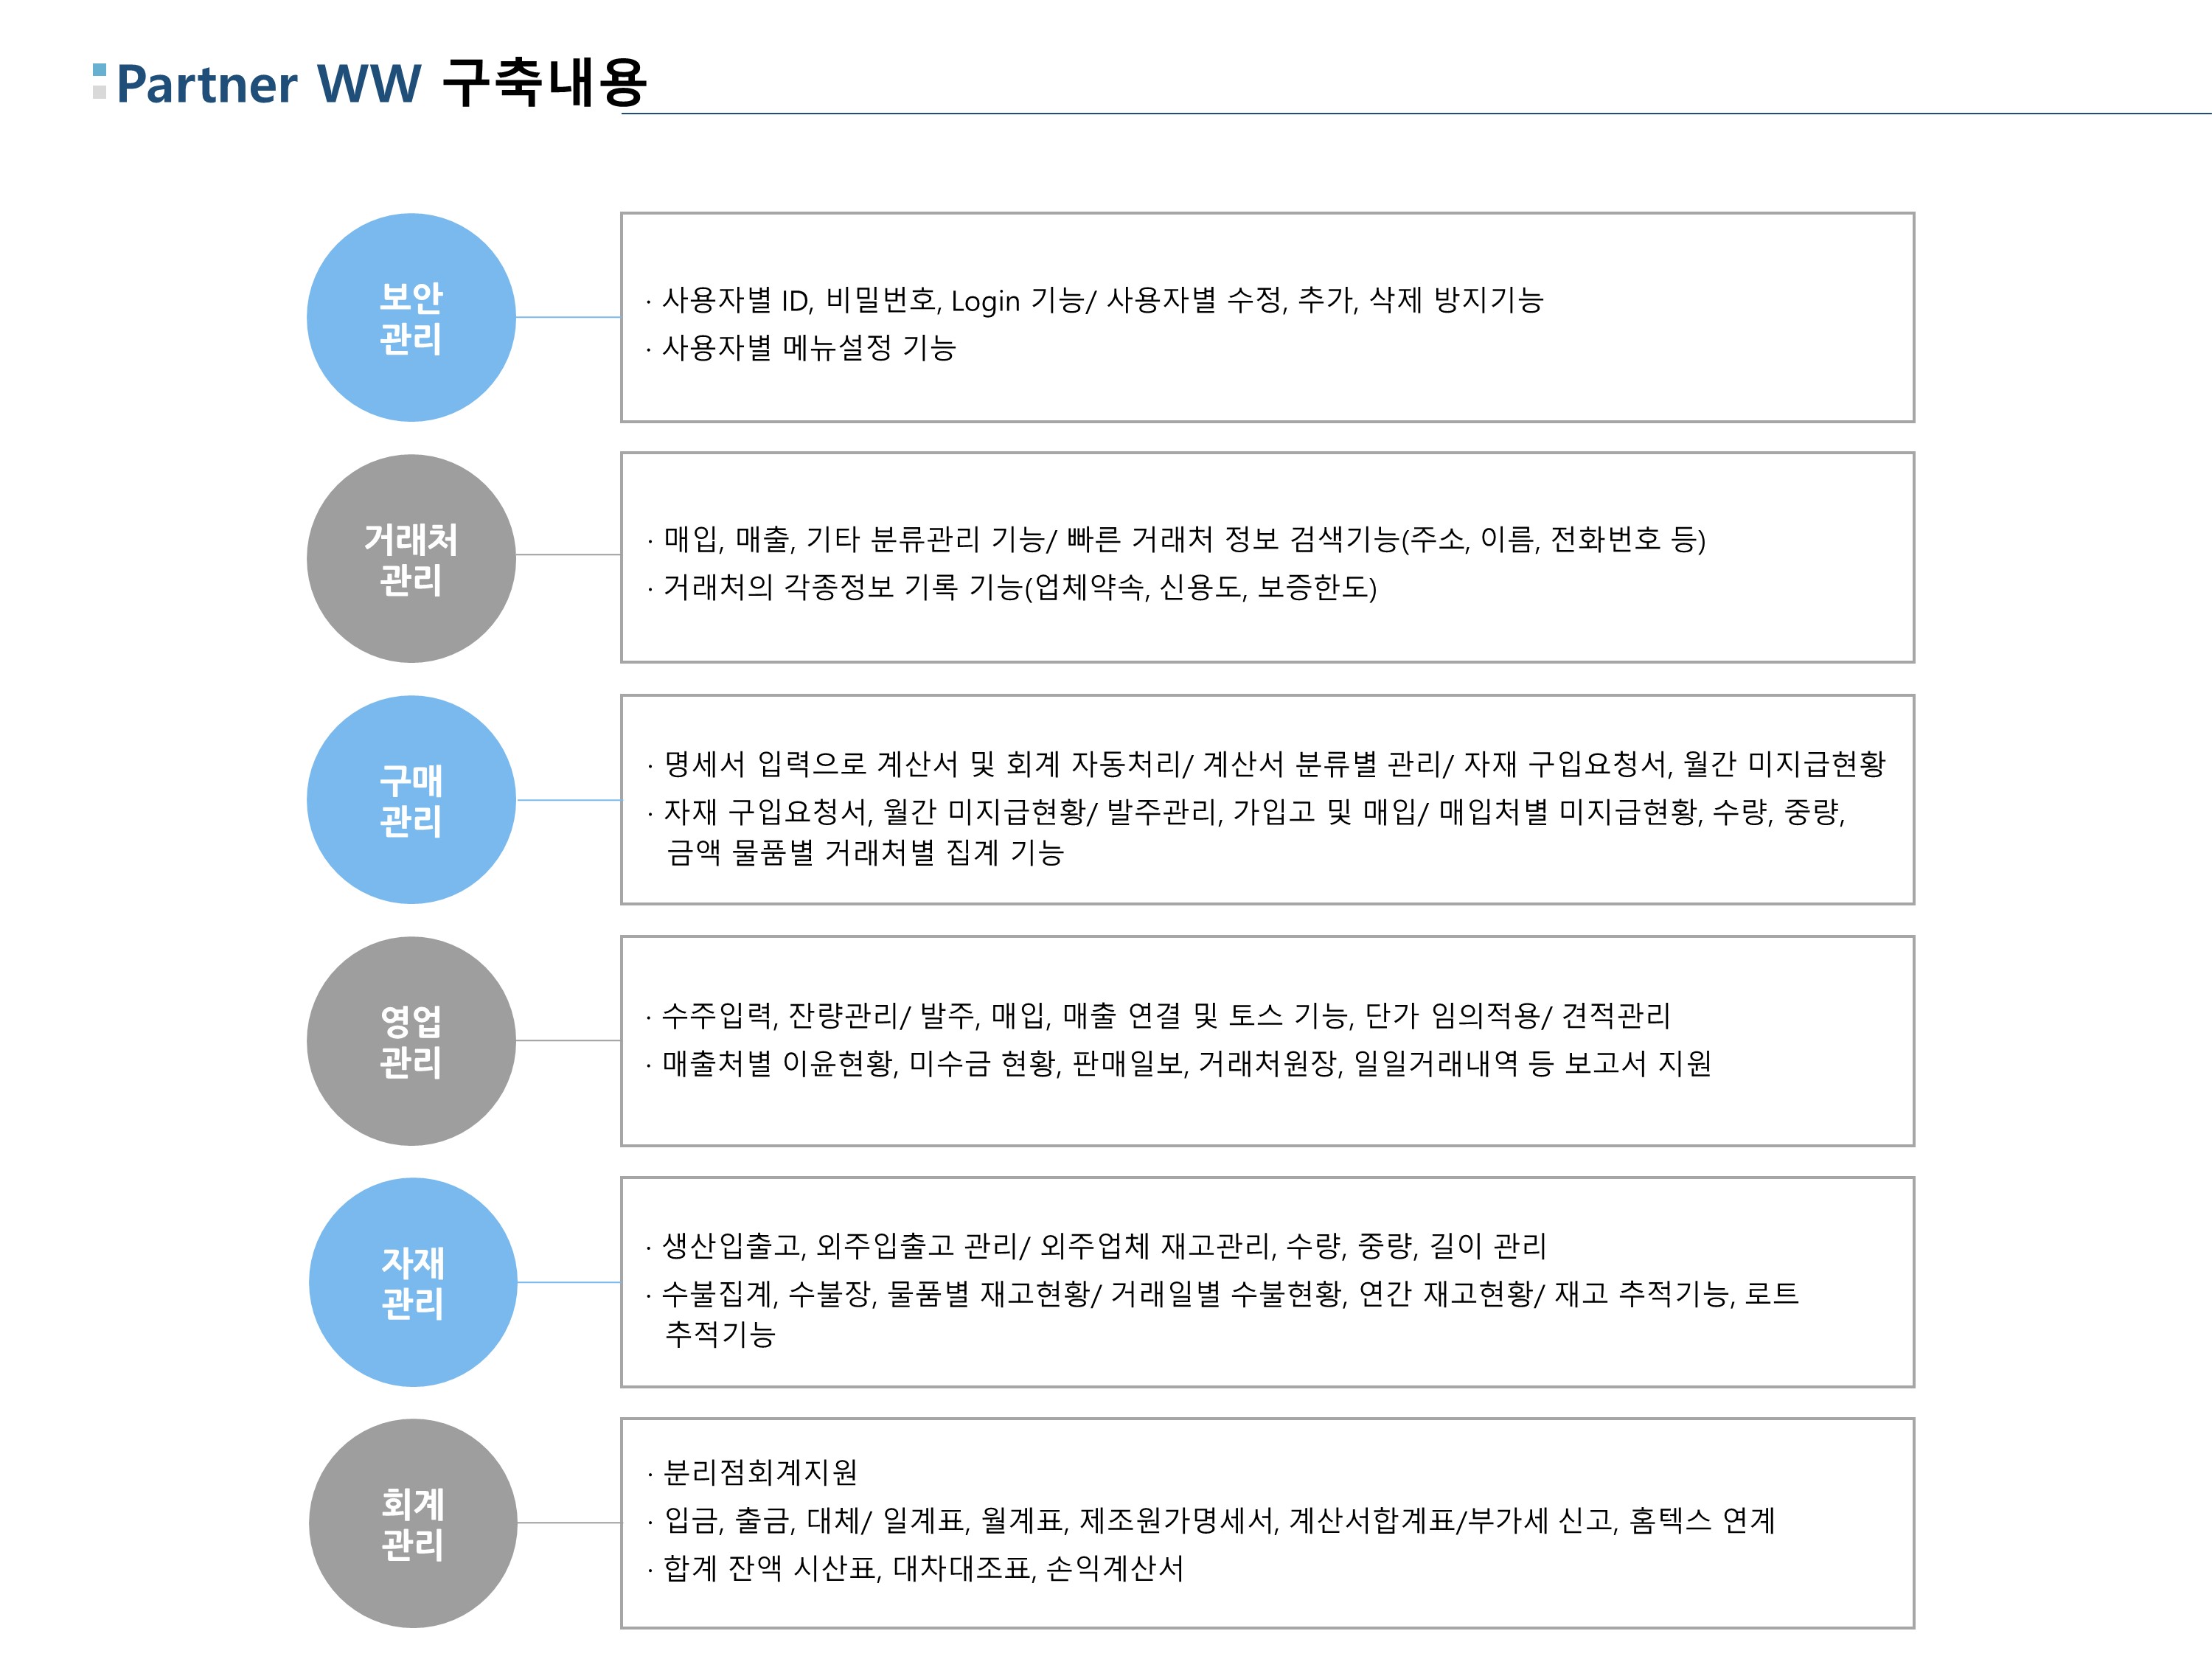 Partner WW 구축내용
보안
관리
· 사용자별 ID, 비밀번호, Login 기능/ 사용자별 수정, 추가, 삭제 방지기능
· 사용자별 메뉴설정 기능
거래처
관리
· 매입, 매출, 기타 분류관리 기능/ 빠른 거래처 정보 검색기능(주소, 이름, 전화번호 등)
· 거래처의 각종정보 기록 기능(업체약속, 신용도, 보증한도)
구매
관리
· 명세서 입력으로 계산서 및 회계 자동처리/ 계산서 분류별 관리/ 자재 구입요청서, 월간 미지급현황
· 자재 구입요청서, 월간 미지급현황/ 발주관리, 가입고 및 매입/ 매입처별 미지급현황, 수량, 중량,
금액 물품별 거래처별 집계 기능
영업
관리
· 수주입력, 잔량관리/ 발주, 매입, 매출 연결 및 토스 기능, 단가 임의적용/ 견적관리
· 매출처별 이윤현황, 미수금 현황, 판매일보, 거래처원장, 일일거래내역 등 보고서 지원
자재
관리
· 생산입출고, 외주입출고 관리/ 외주업체 재고관리, 수량, 중량, 길이 관리
· 수불집계, 수불장, 물품별 재고현황/ 거래일별 수불현황, 연간 재고현황/ 재고 추적기능, 로트
추적기능
회계
관리
· 분리점회계지원
· 입금, 출금, 대체/ 일계표, 월계표, 제조원가명세서, 계산서합계표/부가세 신고, 홈텍스 연계
· 합계 잔액 시산표, 대차대조표, 손익계산서